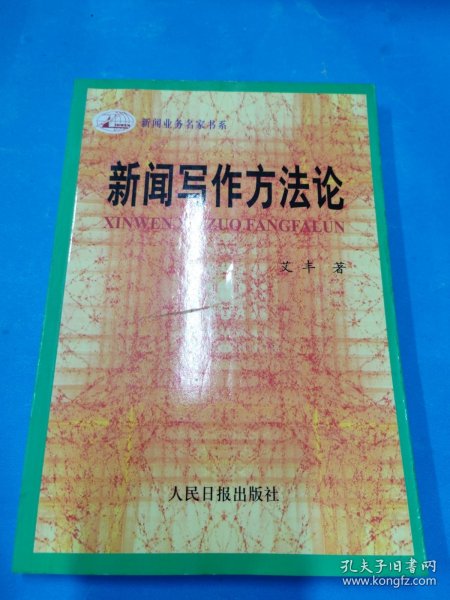 新闻业务名家书系
新闻写作方法论
XINWEN XIEZUO FANGFALUN
艾丰 著
人民日报出版社
孔夫子旧书网
www.kongfz.com